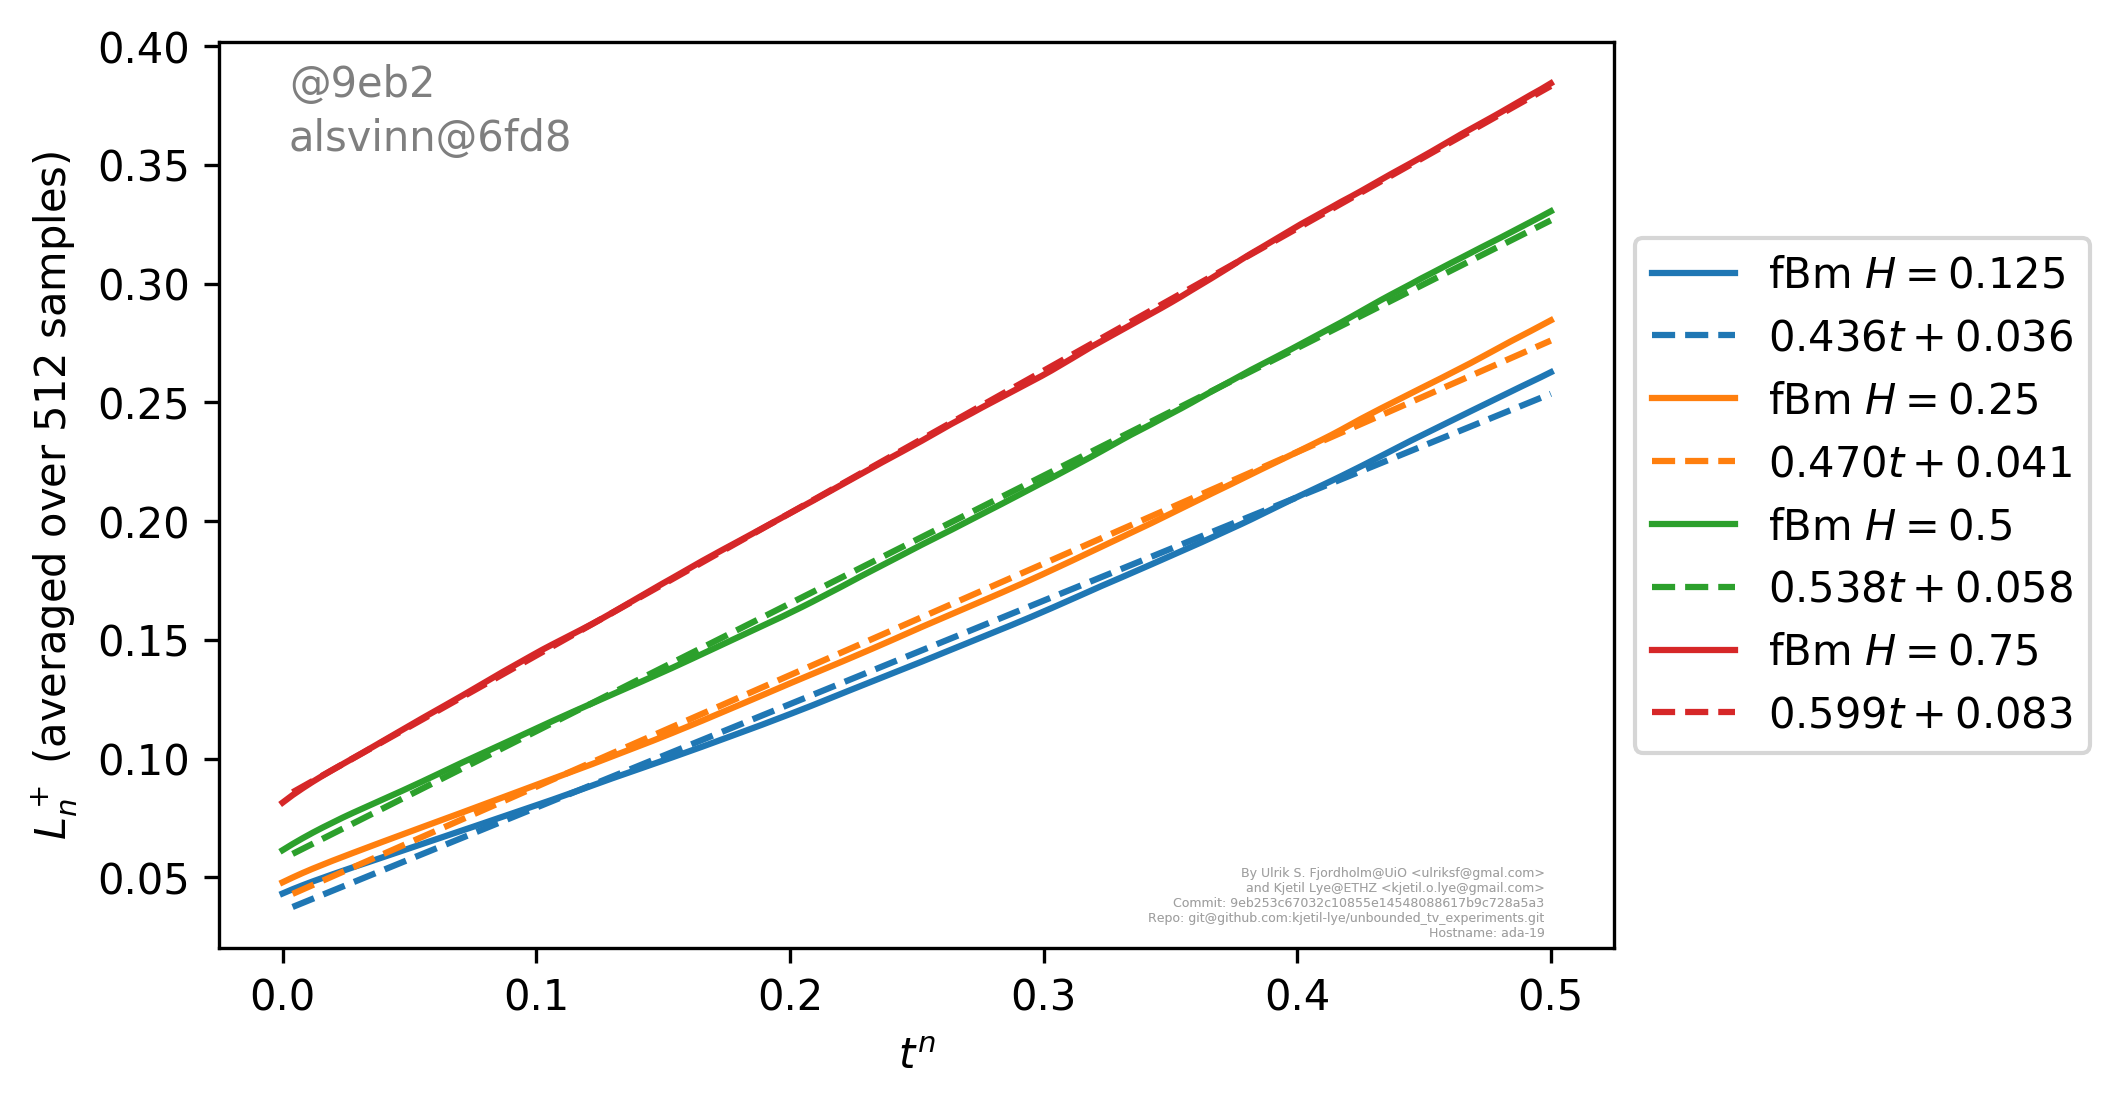 @9eb2
alsvinn@6fd8
0.40
0.35
0.30
0.25
0.20
0.15
0.10
0.05
L_n^+ (averaged over 512 samples)
0.0 0.1 0.2 0.3 0.4 0.5
t^n
fBm H = 0.125
0.436t + 0.036
fBm H = 0.25
0.470t + 0.041
fBm H = 0.5
0.538t + 0.058
fBm H = 0.75
0.599t + 0.083
By Ulrik S. Fjordholm@UiO <ulriksf@gmal.com>
and Kjetil Lye@ETHZ <kjetil.o.lye@gmail.com>
Commit: 9eb253c67032c10855e14548088617b9c728a5a3
Repo: git@github.com:kjetil-lye/unbounded_tv_experiments.git
Hostname: ada-19